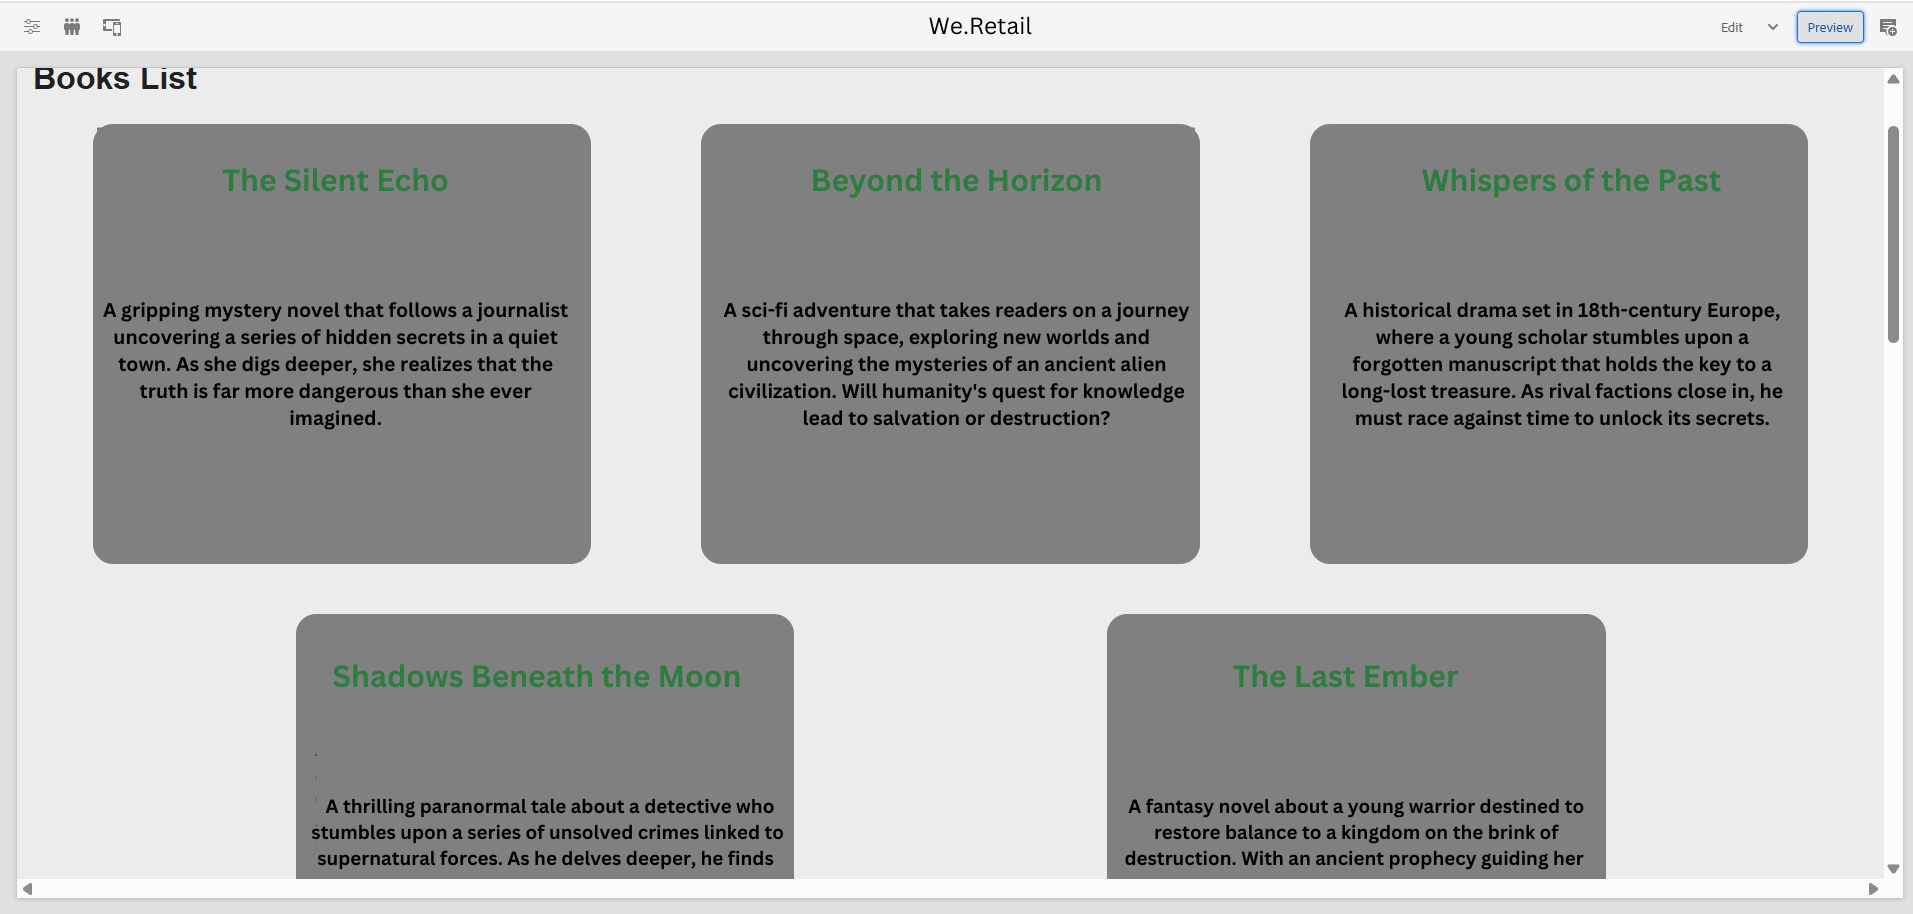 We.Retail
Edit
Preview
Books List
The Silent Echo
A gripping mystery novel that follows a journalist
uncovering a series of hidden secrets in a quiet
town. As she digs deeper, she realizes that the
truth is far more dangerous than she ever
imagined.
Beyond the Horizon
A sci-fi adventure that takes readers on a journey
through space, exploring new worlds and
uncovering the mysteries of an ancient alien
civilization. Will humanity's quest for knowledge
lead to salvation or destruction?
Whispers of the Past
A historical drama set in 18th-century Europe,
where a young scholar stumbles upon a
forgotten manuscript that holds the key to a
long-lost treasure. As rival factions close in, he
must race against time to unlock its secrets.
Shadows Beneath the Moon
A thrilling paranormal tale about a detective who
stumbles upon a series of unsolved crimes linked to
supernatural forces. As he delves deeper, he finds
The Last Ember
A fantasy novel about a young warrior destined to
restore balance to a kingdom on the brink of
destruction. With an ancient prophecy guiding her